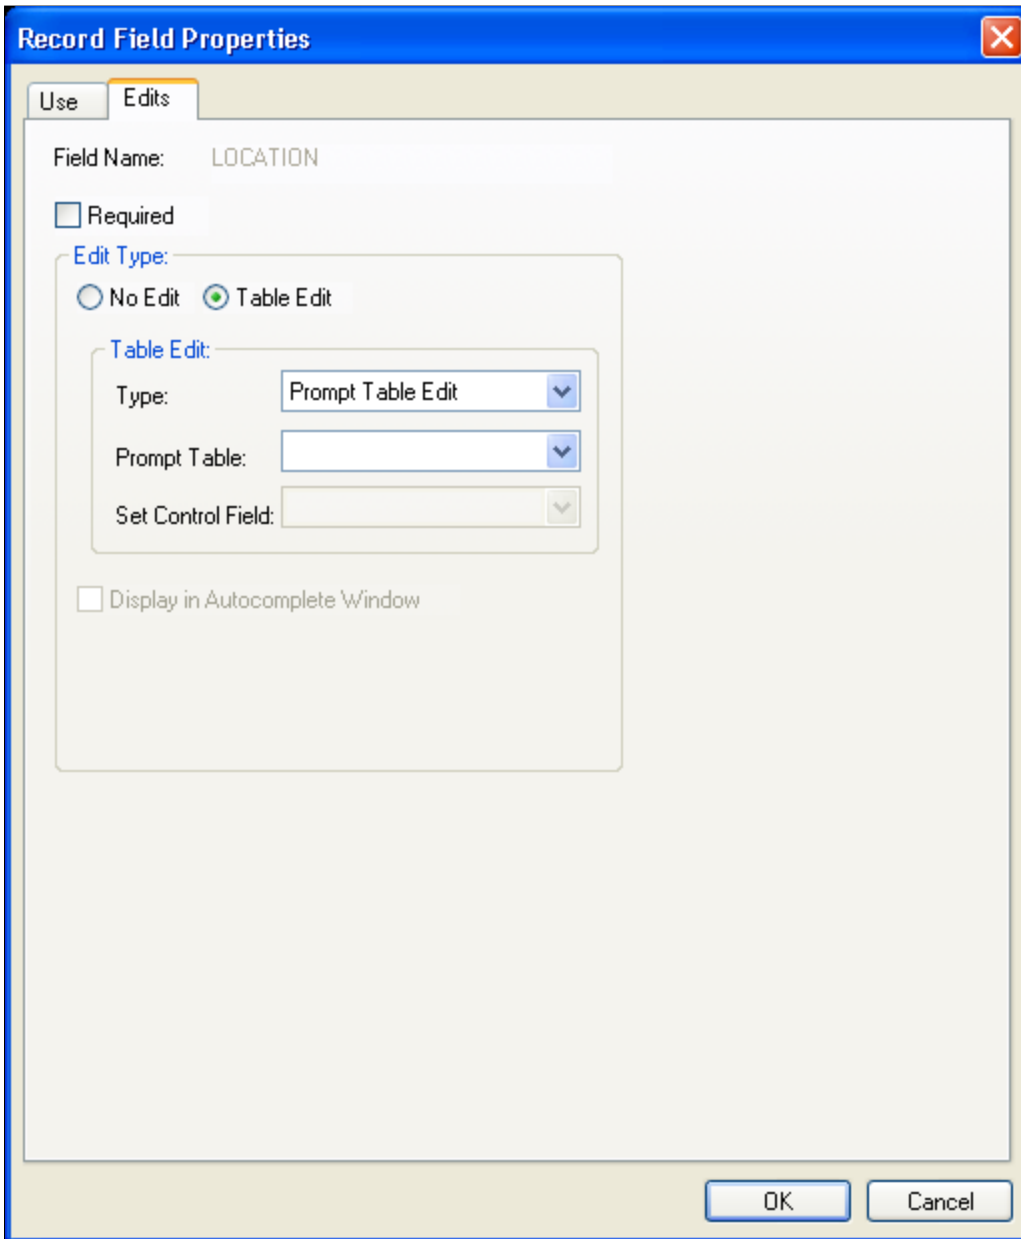 Record Field Properties
Use
Edits
Field Name: LOCATION
Required
Edit Type:
No Edit Table Edit
Table Edit:
Type: Prompt Table Edit
Prompt Table:
Set Control Field:
Display in Autocomplete Window
OK Cancel